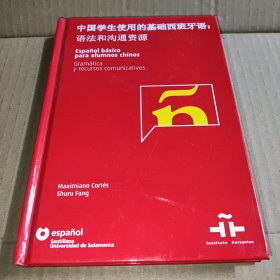 中国学生使用的基础西班牙语:
语法和沟通资源
Español básico
para alumnos chinos
Gramática
y recursos comunicativos
ñ
Maximiano Cortés
Shuru Fang
español
Santillana
Universidad de Salamanca
Instituto Cervantes